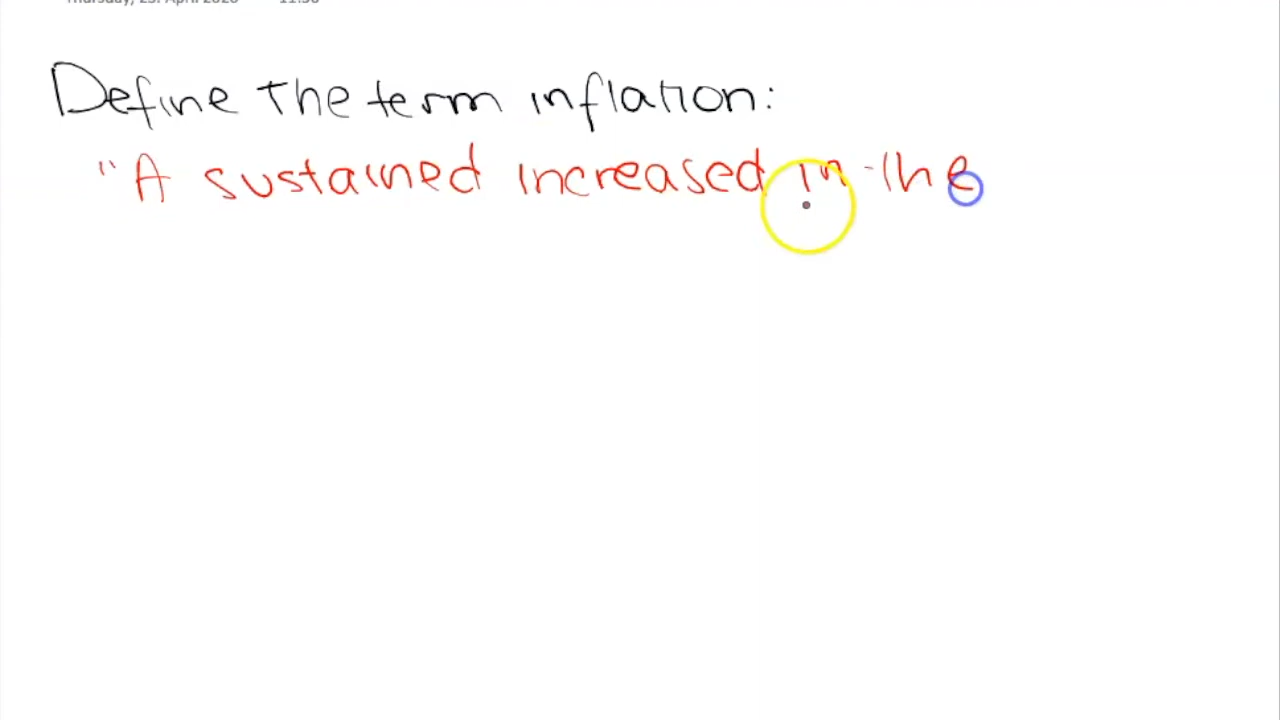 Define the term inflation:
"A sustained increased in the